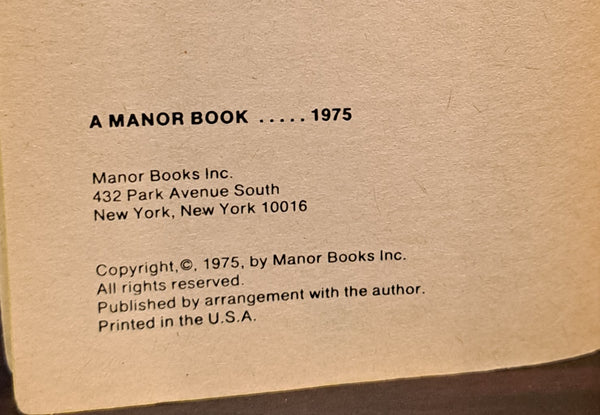 A MANOR BOOK ..... 1975
Manor Books Inc.
432 Park Avenue South
New York, New York 10016
Copyright,©, 1975, by Manor Books Inc.
All rights reserved.
Published by arrangement with the author.
Printed in the U.S.A.